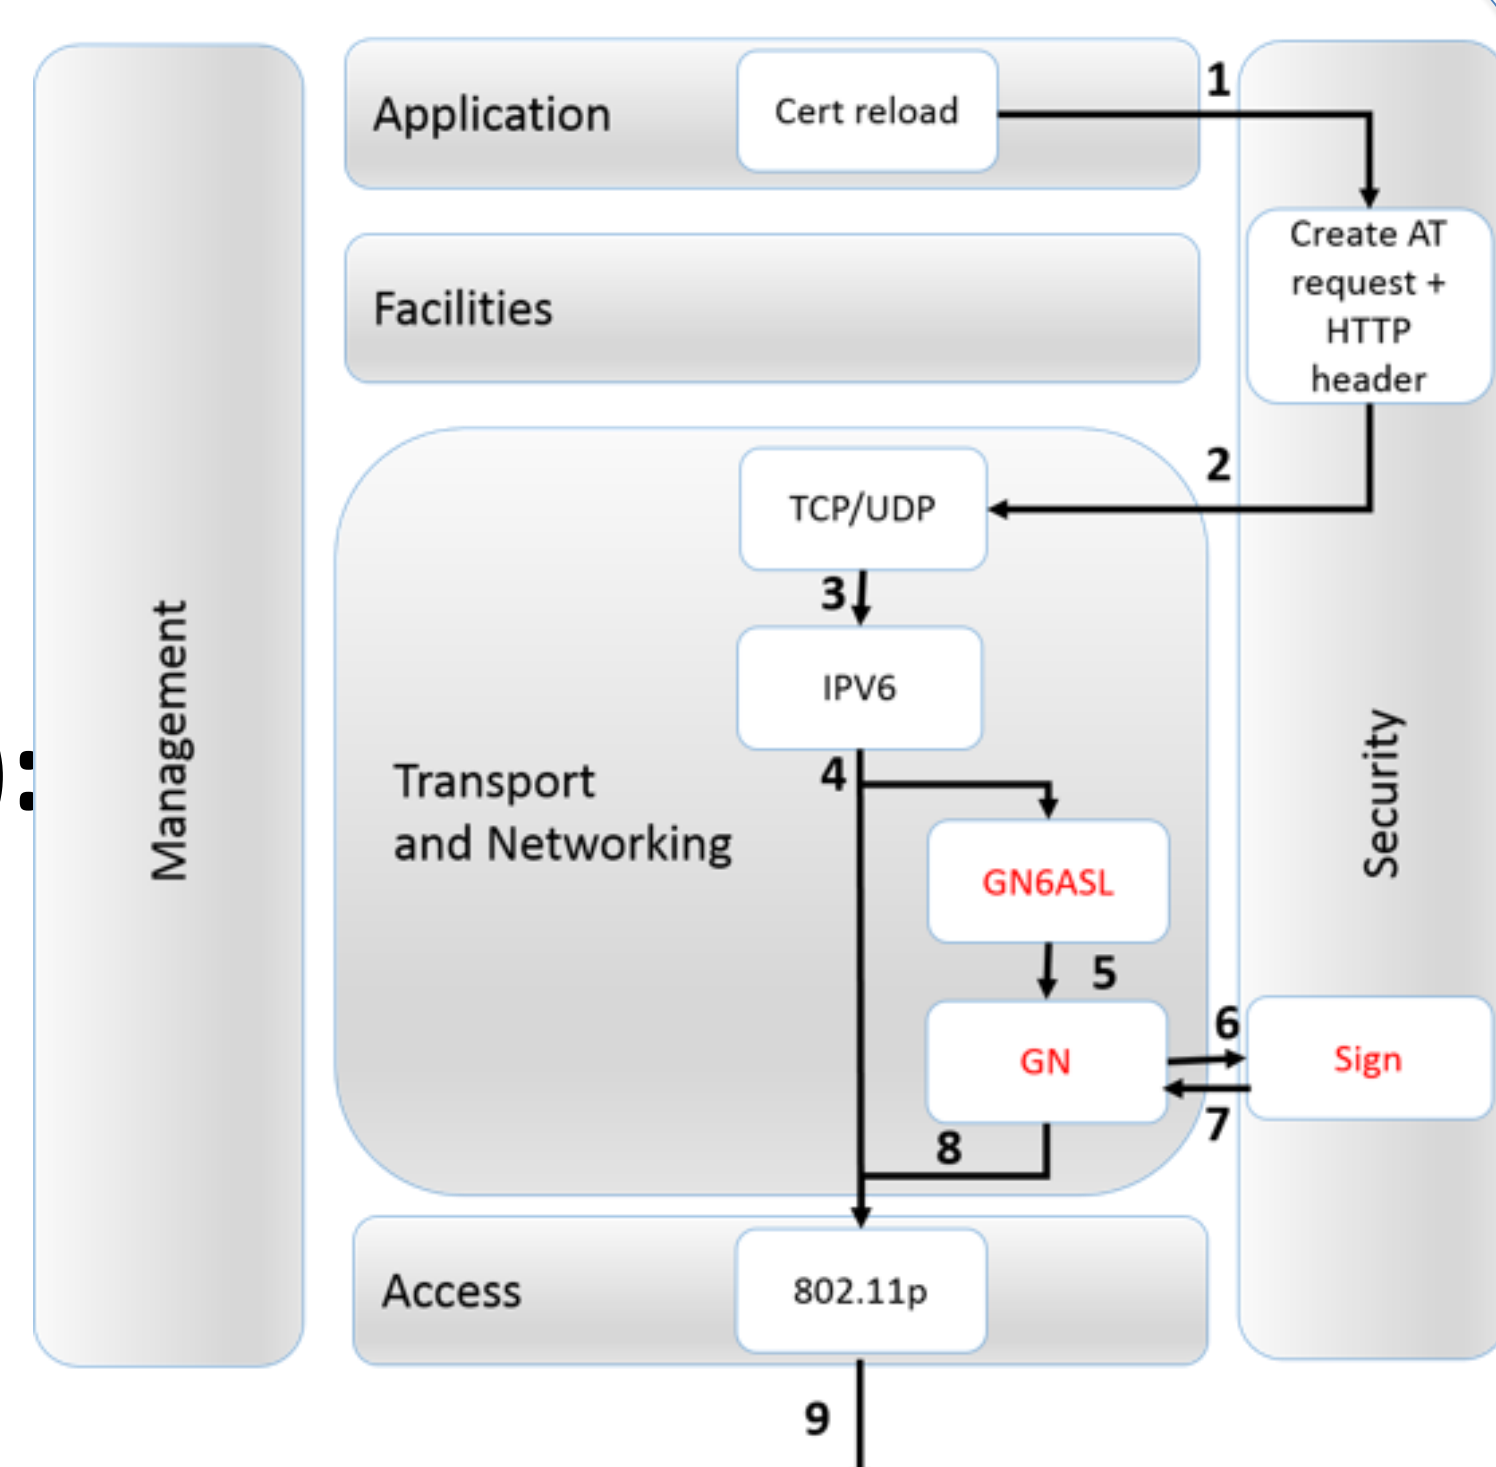 Application
Cert reload
1
Create AT
request +
HTTP
header
Facilities
2
TCP/UDP
3
IPV6
4
Transport
and Networking
GN6ASL
5
GN
6
Sign
7
8
Access
802.11p
9
Management
Security
):